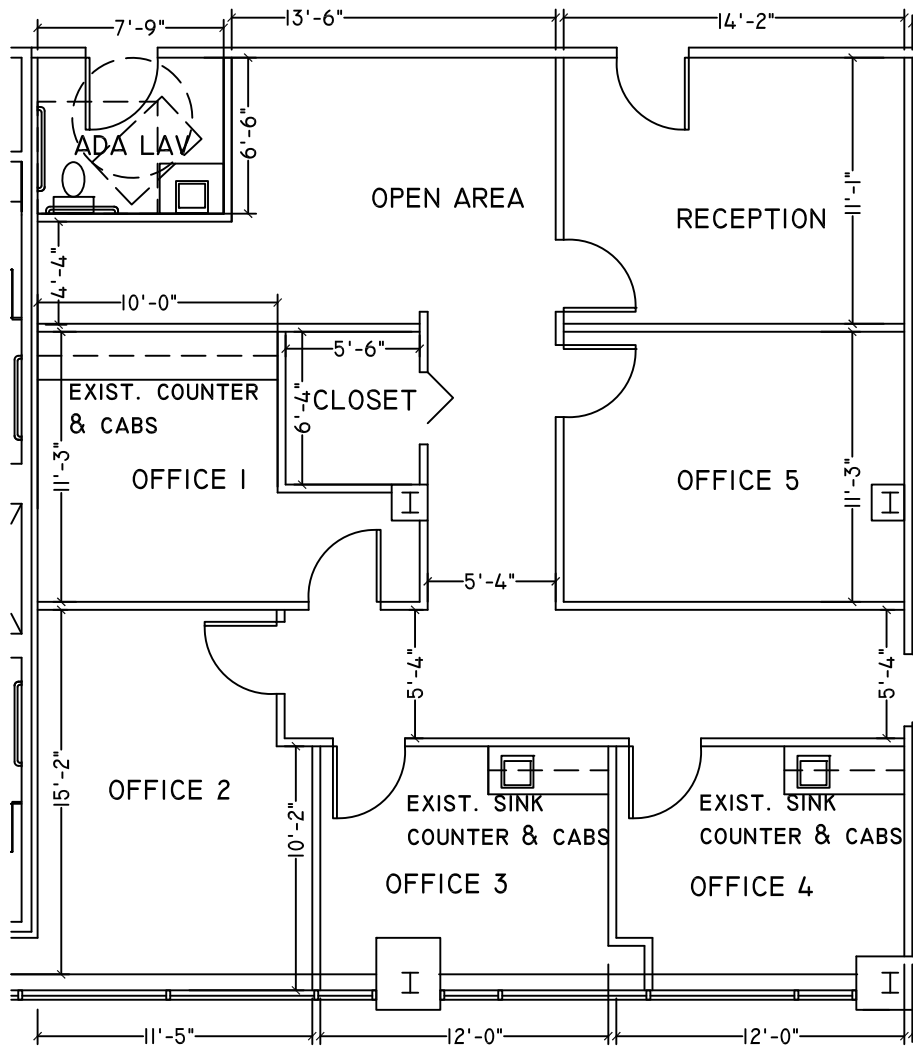 13'-6"
14'-2"
7'-9"
6'-6"
ADA LAV
11'-1"
OPEN AREA
RECEPTION
4'-4"
10'-0"
5'-6"
EXIST. COUNTER
& CABS
6'-4"
CLOSET
11'-3"
OFFICE 1
OFFICE 5
11'-3"
5'-4"
5'-4"
5'-4"
15'-2"
OFFICE 2
10'-2"
EXIST. SINK
COUNTER & CABS
OFFICE 3
EXIST. SINK
COUNTER & CABS
OFFICE 4
11'-5"
12'-0"
12'-0"